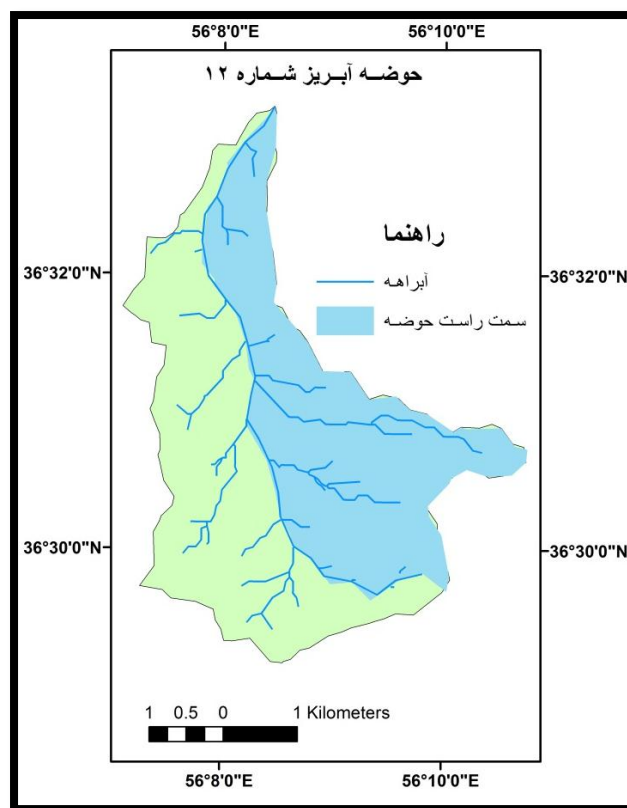 56°8'0"E 56°10'0"E
حوضه آبریز شماره ۱۲
راهنما
36°32'0"N 36°32'0"N
آبراهه
سمت راست حوضه
36°30'0"N 36°30'0"N
1 0.5 0 1 Kilometers
56°8'0"E 56°10'0"E